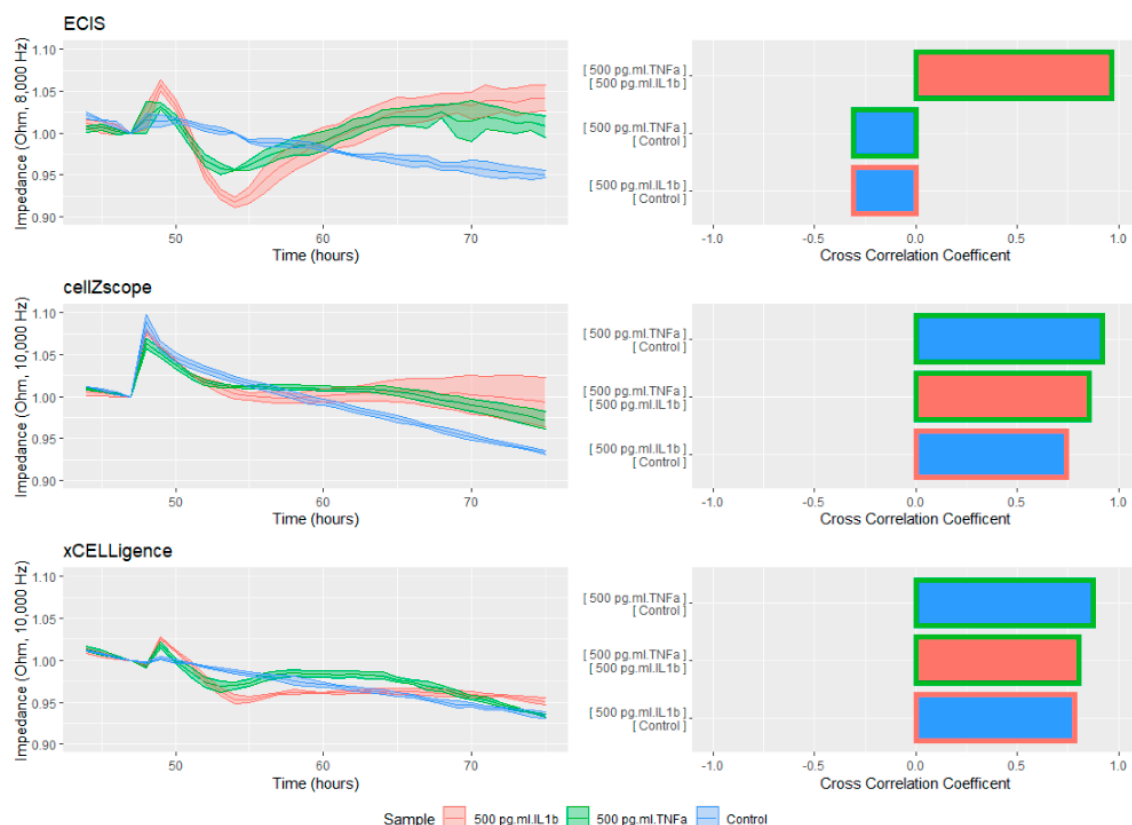 ECIS
Impedance (Ohm, 8,000 Hz)
1.10
1.05
1.00
0.95
0.90
50
60
70
Time (hours)
[ 500 pg.ml.TNFa ]
[ 500 pg.ml.IL1b ]
[ 500 pg.ml.TNFa ]
[ Control ]
[ 500 pg.ml.IL1b ]
[ Control ]
-1.0
-0.5
0.0
0.5
1.0
Cross Correlation Coefficent
cellZscope
Impedance (Ohm, 10,000 Hz)
1.10
1.05
1.00
0.95
0.90
50
60
70
Time (hours)
[ 500 pg.ml.TNFa ]
[ Control ]
[ 500 pg.ml.TNFa ]
[ 500 pg.ml.IL1b ]
[ 500 pg.ml.IL1b ]
[ Control ]
-1.0
-0.5
0.0
0.5
1.0
Cross Correlation Coefficent
xCELLigence
Impedance (Ohm, 10,000 Hz)
1.10
1.05
1.00
0.95
0.90
50
60
70
Time (hours)
[ 500 pg.ml.TNFa ]
[ Control ]
[ 500 pg.ml.TNFa ]
[ 500 pg.ml.IL1b ]
[ 500 pg.ml.IL1b ]
[ Control ]
-1.0
-0.5
0.0
0.5
1.0
Cross Correlation Coefficent
Sample 500 pg.ml.IL1b 500 pg.ml.TNFa Control